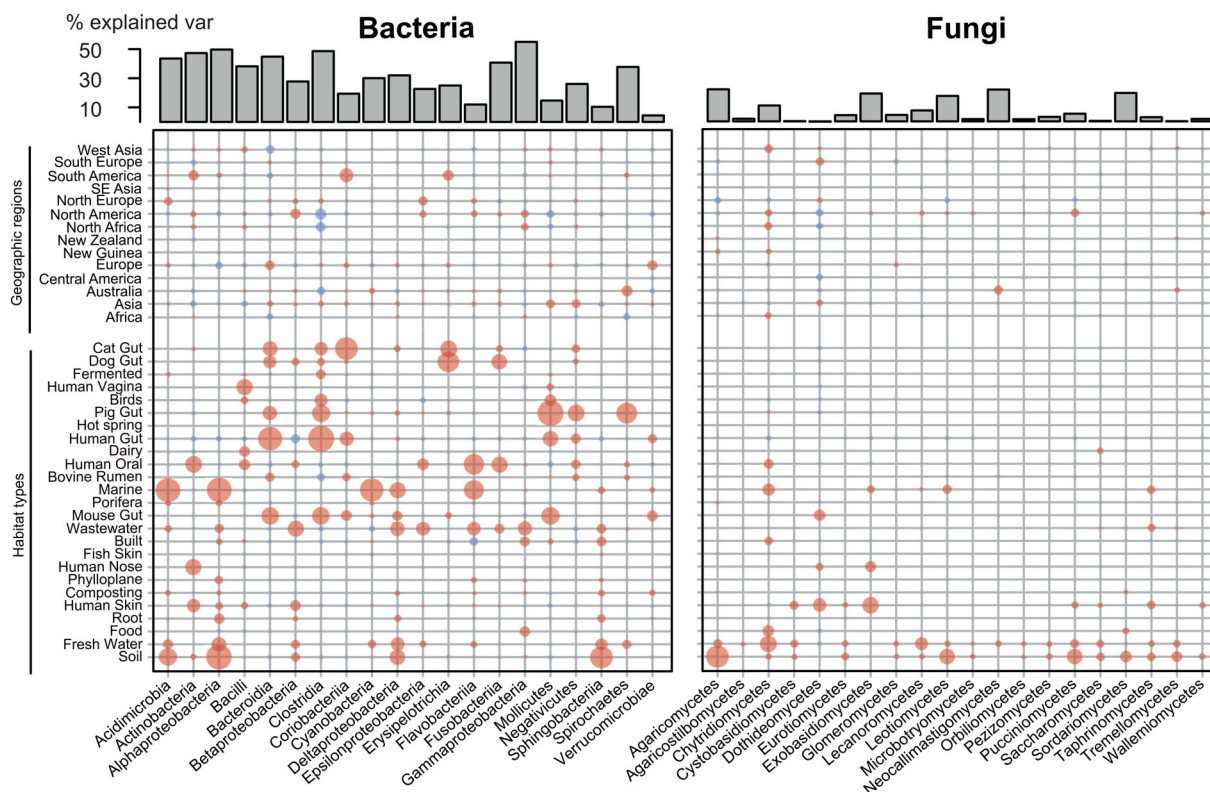 % explained var
Bacteria
Fungi
50
30
10
Geographic regions
West Asia
South Europe
South America
SE Asia
North Europe
North America
North Africa
New Zealand
New Guinea
Europe
Central America
Australia
Asia
Africa
Habitat types
Cat Gut
Dog Gut
Fermented
Human Vagina
Birds
Pig Gut
Hot spring
Human Gut
Dairy
Human Oral
Bovine Rumen
Marine
Porifera
Mouse Gut
Wastewater
Built
Fish Skin
Human Nose
Phylloplane
Composting
Human Skin
Root
Food
Fresh Water
Soil
Acidimicrobia
Actinobacteria
Alphaproteobacteria
Bacilli
Bacteroidia
Betaproteobacteria
Clostridia
Coriobacteria
Cyanobacteria
Deltaproteobacteria
Epsilonproteobacteria
Erysipelotrichia
Flavobacteria
Fusobacteria
Gammaproteobacteria
Mollicutes
Negativicutes
Sphingobacteria
Spirochaetes
Verrucomicrobiae
Agaricomycetes
Agaricostilbomycetes
Chytridiomycetes
Cystobasidiomycetes
Dothideomycetes
Eurotiomycetes
Exobasidiomycetes
Glomeromycetes
Lecanoromycetes
Leotiomycetes
Microbotryomycetes
Neocallimastigomycetes
Orbiliomycetes
Pezizomycetes
Pucciniomycetes
Saccharomycetes
Sordariomycetes
Taphrinomycetes
Tremellomycetes
Wallemiomycetes